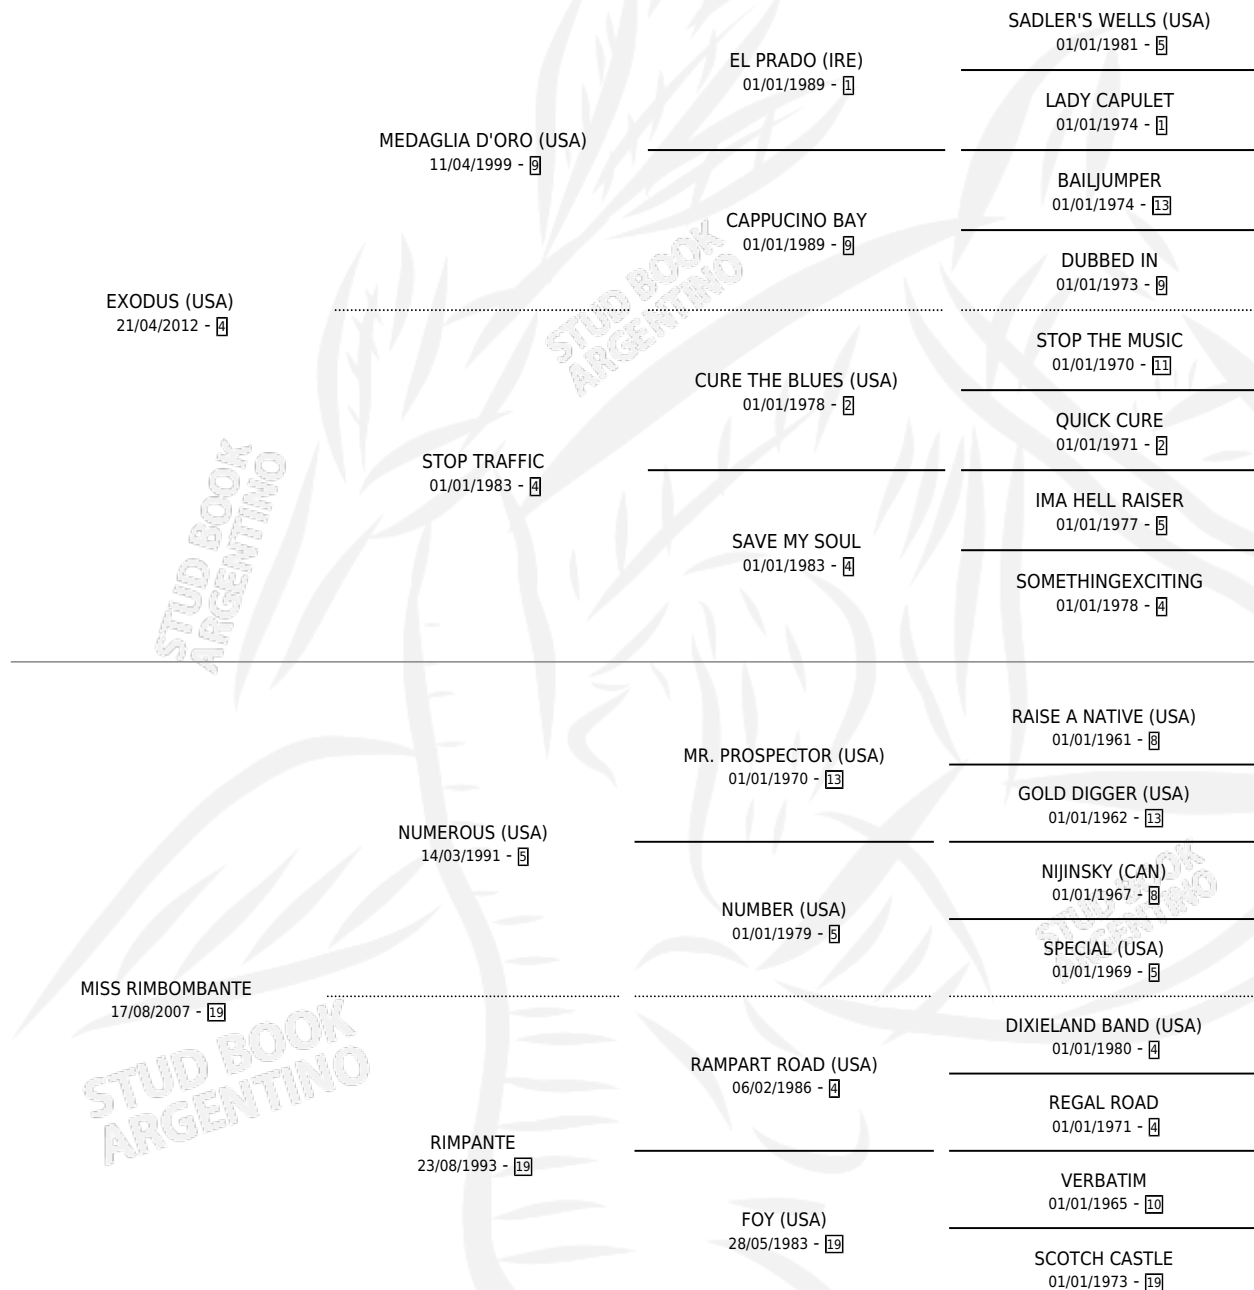 SADLER'S WELLS (USA)
01/01/1981 - 5
EL PRADO (IRE)
01/01/1989 - 1
LADY CAPULET
01/01/1974 - 1
MEDAGLIA D'ORO (USA)
11/04/1999 - 9
BAILJUMPER
01/01/1974 - 13
CAPPUCINO BAY
01/01/1989 - 9
DUBBED IN
01/01/1973 - 9
EXODUS (USA)
21/04/2012 - 4
STOP THE MUSIC
01/01/1970 - 11
CURE THE BLUES (USA)
01/01/1978 - 2
QUICK CURE
01/01/1971 - 2
STOP TRAFFIC
01/01/1983 - 4
IMA HELL RAISER
01/01/1977 - 5
SAVE MY SOUL
01/01/1983 - 4
SOMETHINGEXCITING
01/01/1978 - 4
RAISE A NATIVE (USA)
01/01/1961 - 8
MR. PROSPECTOR (USA)
01/01/1970 - 13
GOLD DIGGER (USA)
01/01/1962 - 13
NUMEROUS (USA)
14/03/1991 - 5
NIJINSKY (CAN)
01/01/1967 - 8
NUMBER (USA)
01/01/1979 - 5
SPECIAL (USA)
01/01/1969 - 5
MISS RIMBOMBANTE
17/08/2007 - 19
DIXIELAND BAND (USA)
01/01/1980 - 4
RAMPART ROAD (USA)
06/02/1986 - 4
REGAL ROAD
01/01/1971 - 4
RIMPANTE
23/08/1993 - 19
VERBATIM
01/01/1965 - 10
FOY (USA)
28/05/1983 - 19
SCOTCH CASTLE
01/01/1973 - 19
STUD BOOK
ARGENTINO
STUD BOOK
ARGENTINO
STUD BOOK
ARGENTINO
STUD BOOK
ARGENTINO